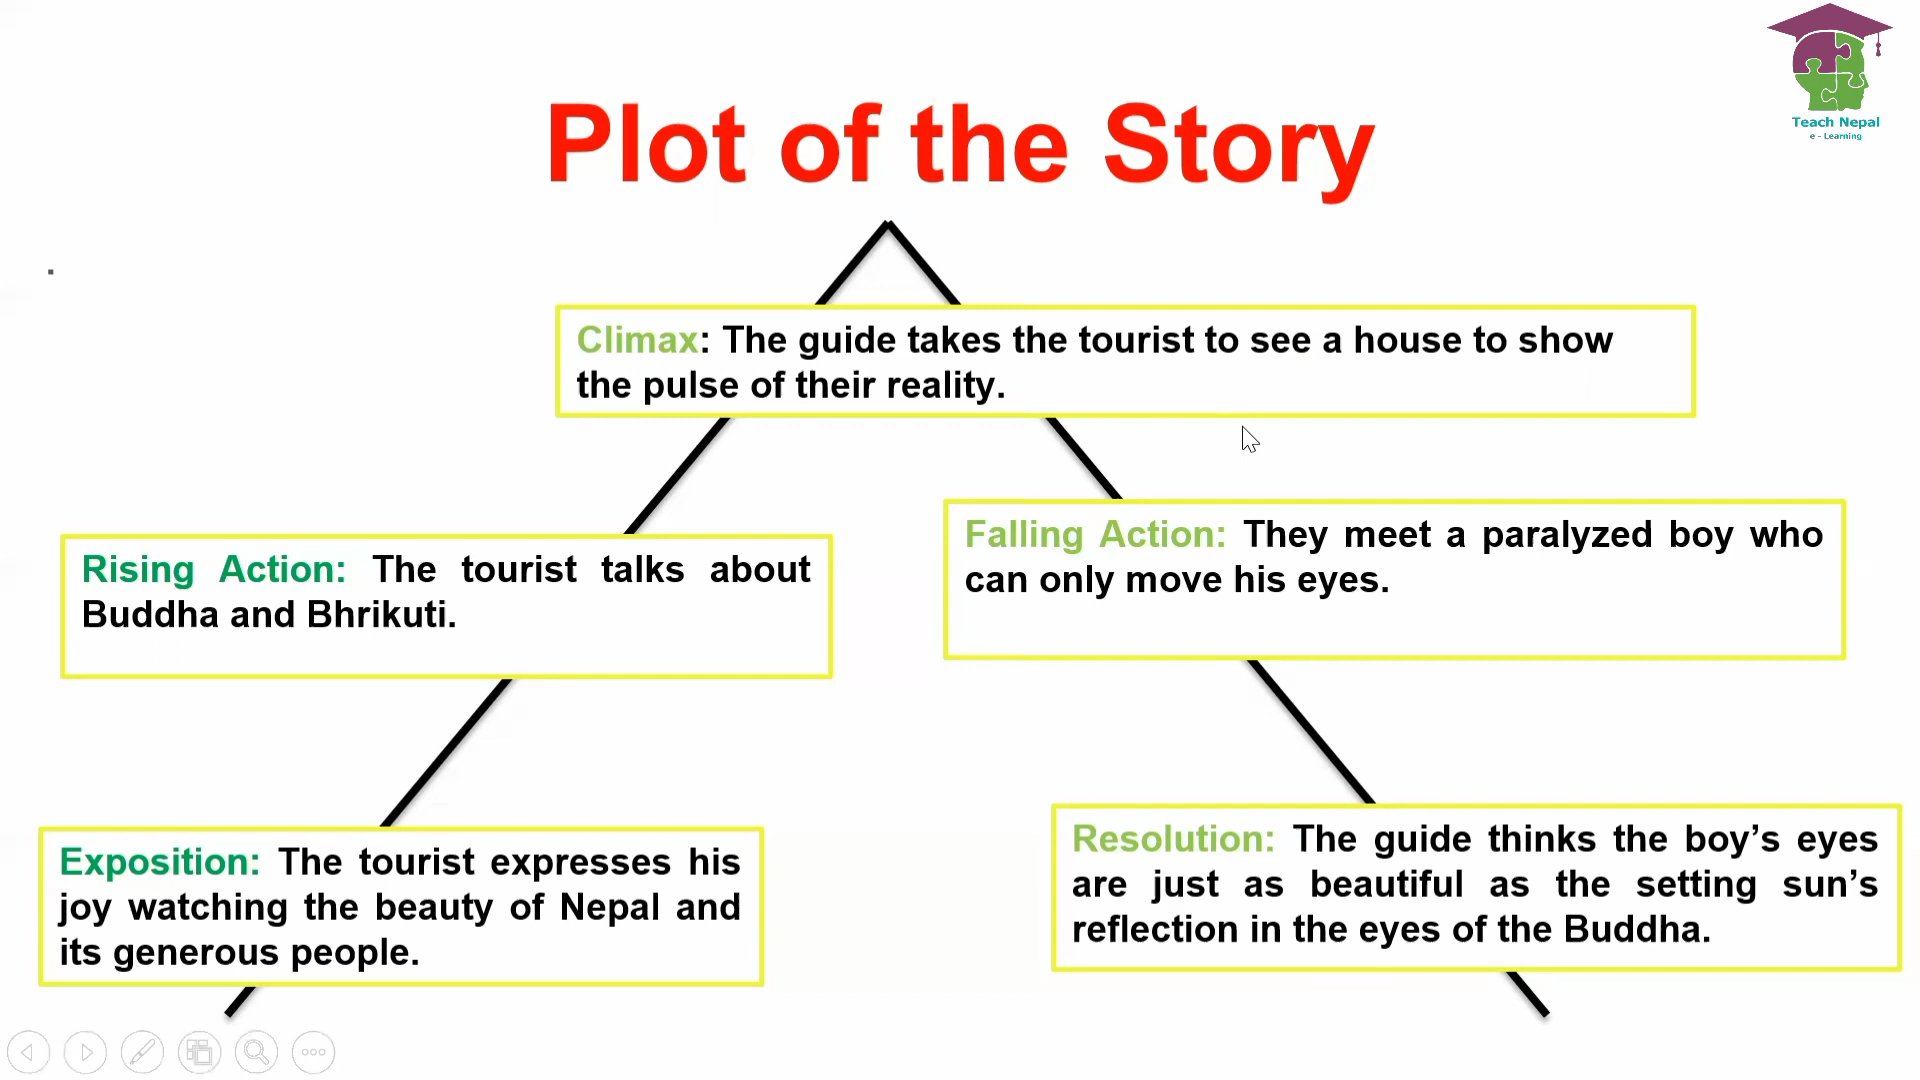 Teach Nepal
e - Learning
Plot of the Story
Climax: The guide takes the tourist to see a house to show
the pulse of their reality.
Rising Action: The tourist talks about
Buddha and Bhrikuti.
Falling Action: They meet a paralyzed boy who
can only move his eyes.
Exposition: The tourist expresses his
joy watching the beauty of Nepal and
its generous people.
Resolution: The guide thinks the boy’s eyes
are just as beautiful as the setting sun’s
reflection in the eyes of the Buddha.